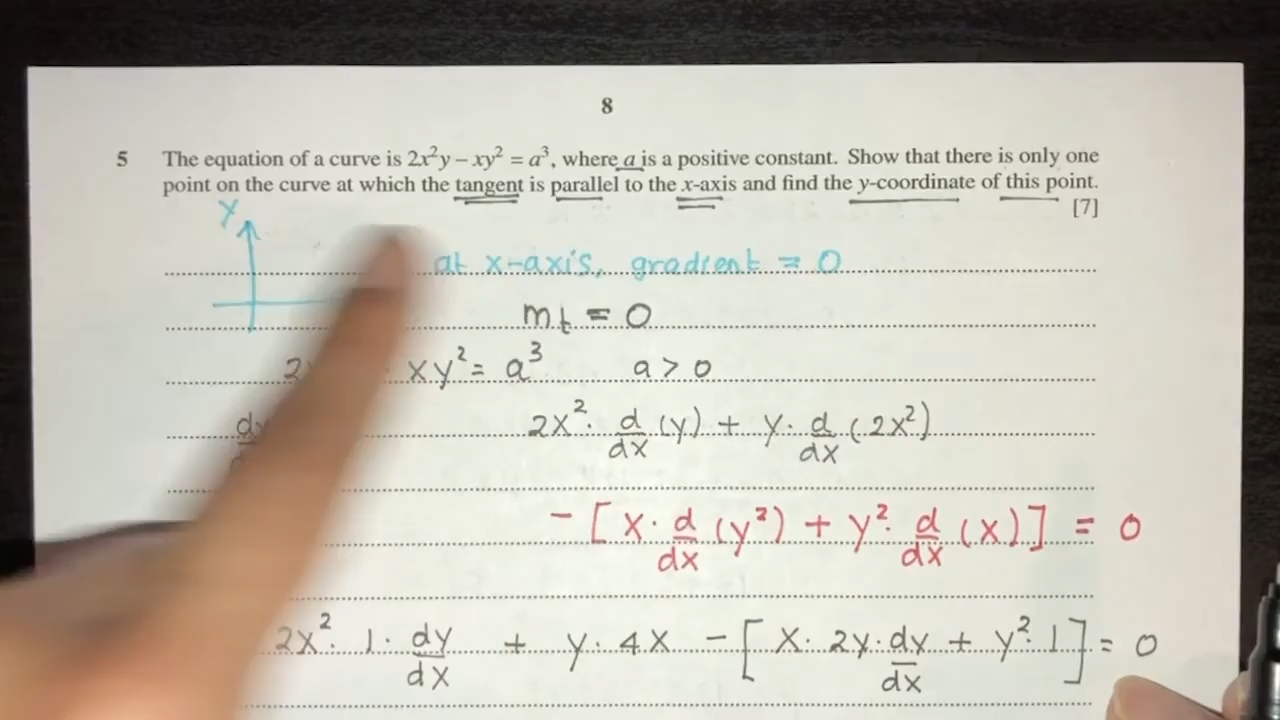 8
5 The equation of a curve is 2x²y – xy² = a³, where a is a positive constant. Show that there is only one
point on the curve at which the tangent is parallel to the x-axis and find the y-coordinate of this point.
[7]
y
at x-axis, gradient = 0
mt = 0
2 xy² = a³ a > 0
dy 2x² · d/dx (y) + y · d/dx (2x²)
- [x · d/dx (y²) + y² · d/dx (x)] = 0
2x² · 1 · dy/dx + y · 4x - [x · 2y · dy/dx + y² · 1] = 0